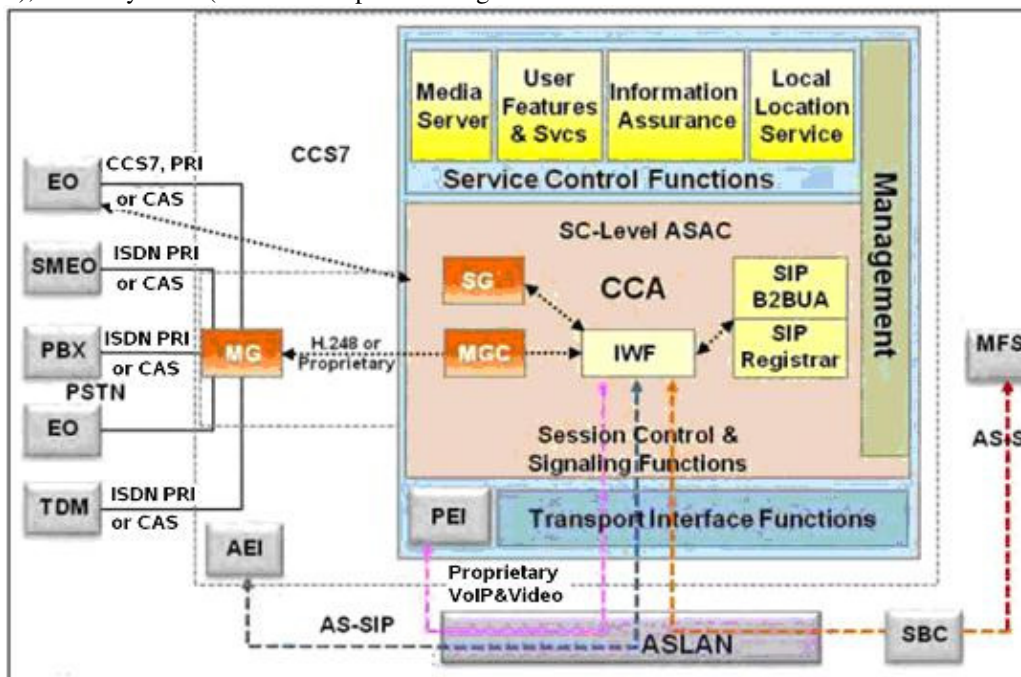 Media
Server
User
Features
& Svcs
Information
Assurance
Local
Location
Service
Service Control Functions
Management
CCS7
EO
CCS7, PRI
or CAS
SMEO
ISDN PRI
or CAS
PBX
ISDN PRI
or CAS
PSTN
EO
TDM
ISDN PRI
or CAS
MG
H.248 or
Proprietary
SC-Level ASAC
SG
CCA
MGC
IWF
SIP
B2BUA
SIP
Registrar
Session Control &
Signaling Functions
MFS
AS-S
PEI
Transport Interface Functions
AEI
Proprietary
VoIP&Video
AS-SIP
ASLAN
SBC